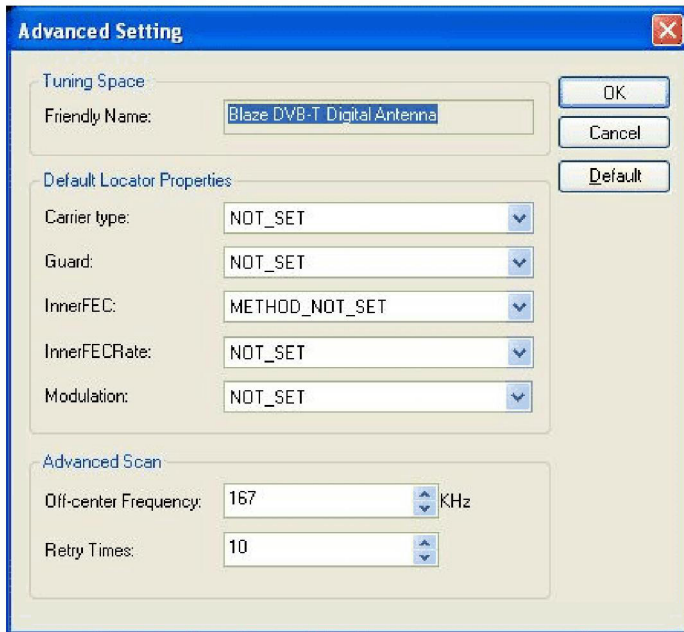 Advanced Setting
Tuning Space
Friendly Name: Blaze DVB-T Digital Antenna
OK
Cancel
Default
Default Locator Properties
Carrier type: NOT_SET
Guard: NOT_SET
InnerFEC: METHOD_NOT_SET
InnerFECRate: NOT_SET
Modulation: NOT_SET
Advanced Scan
Off-center Frequency: 167 KHz
Retry Times: 10